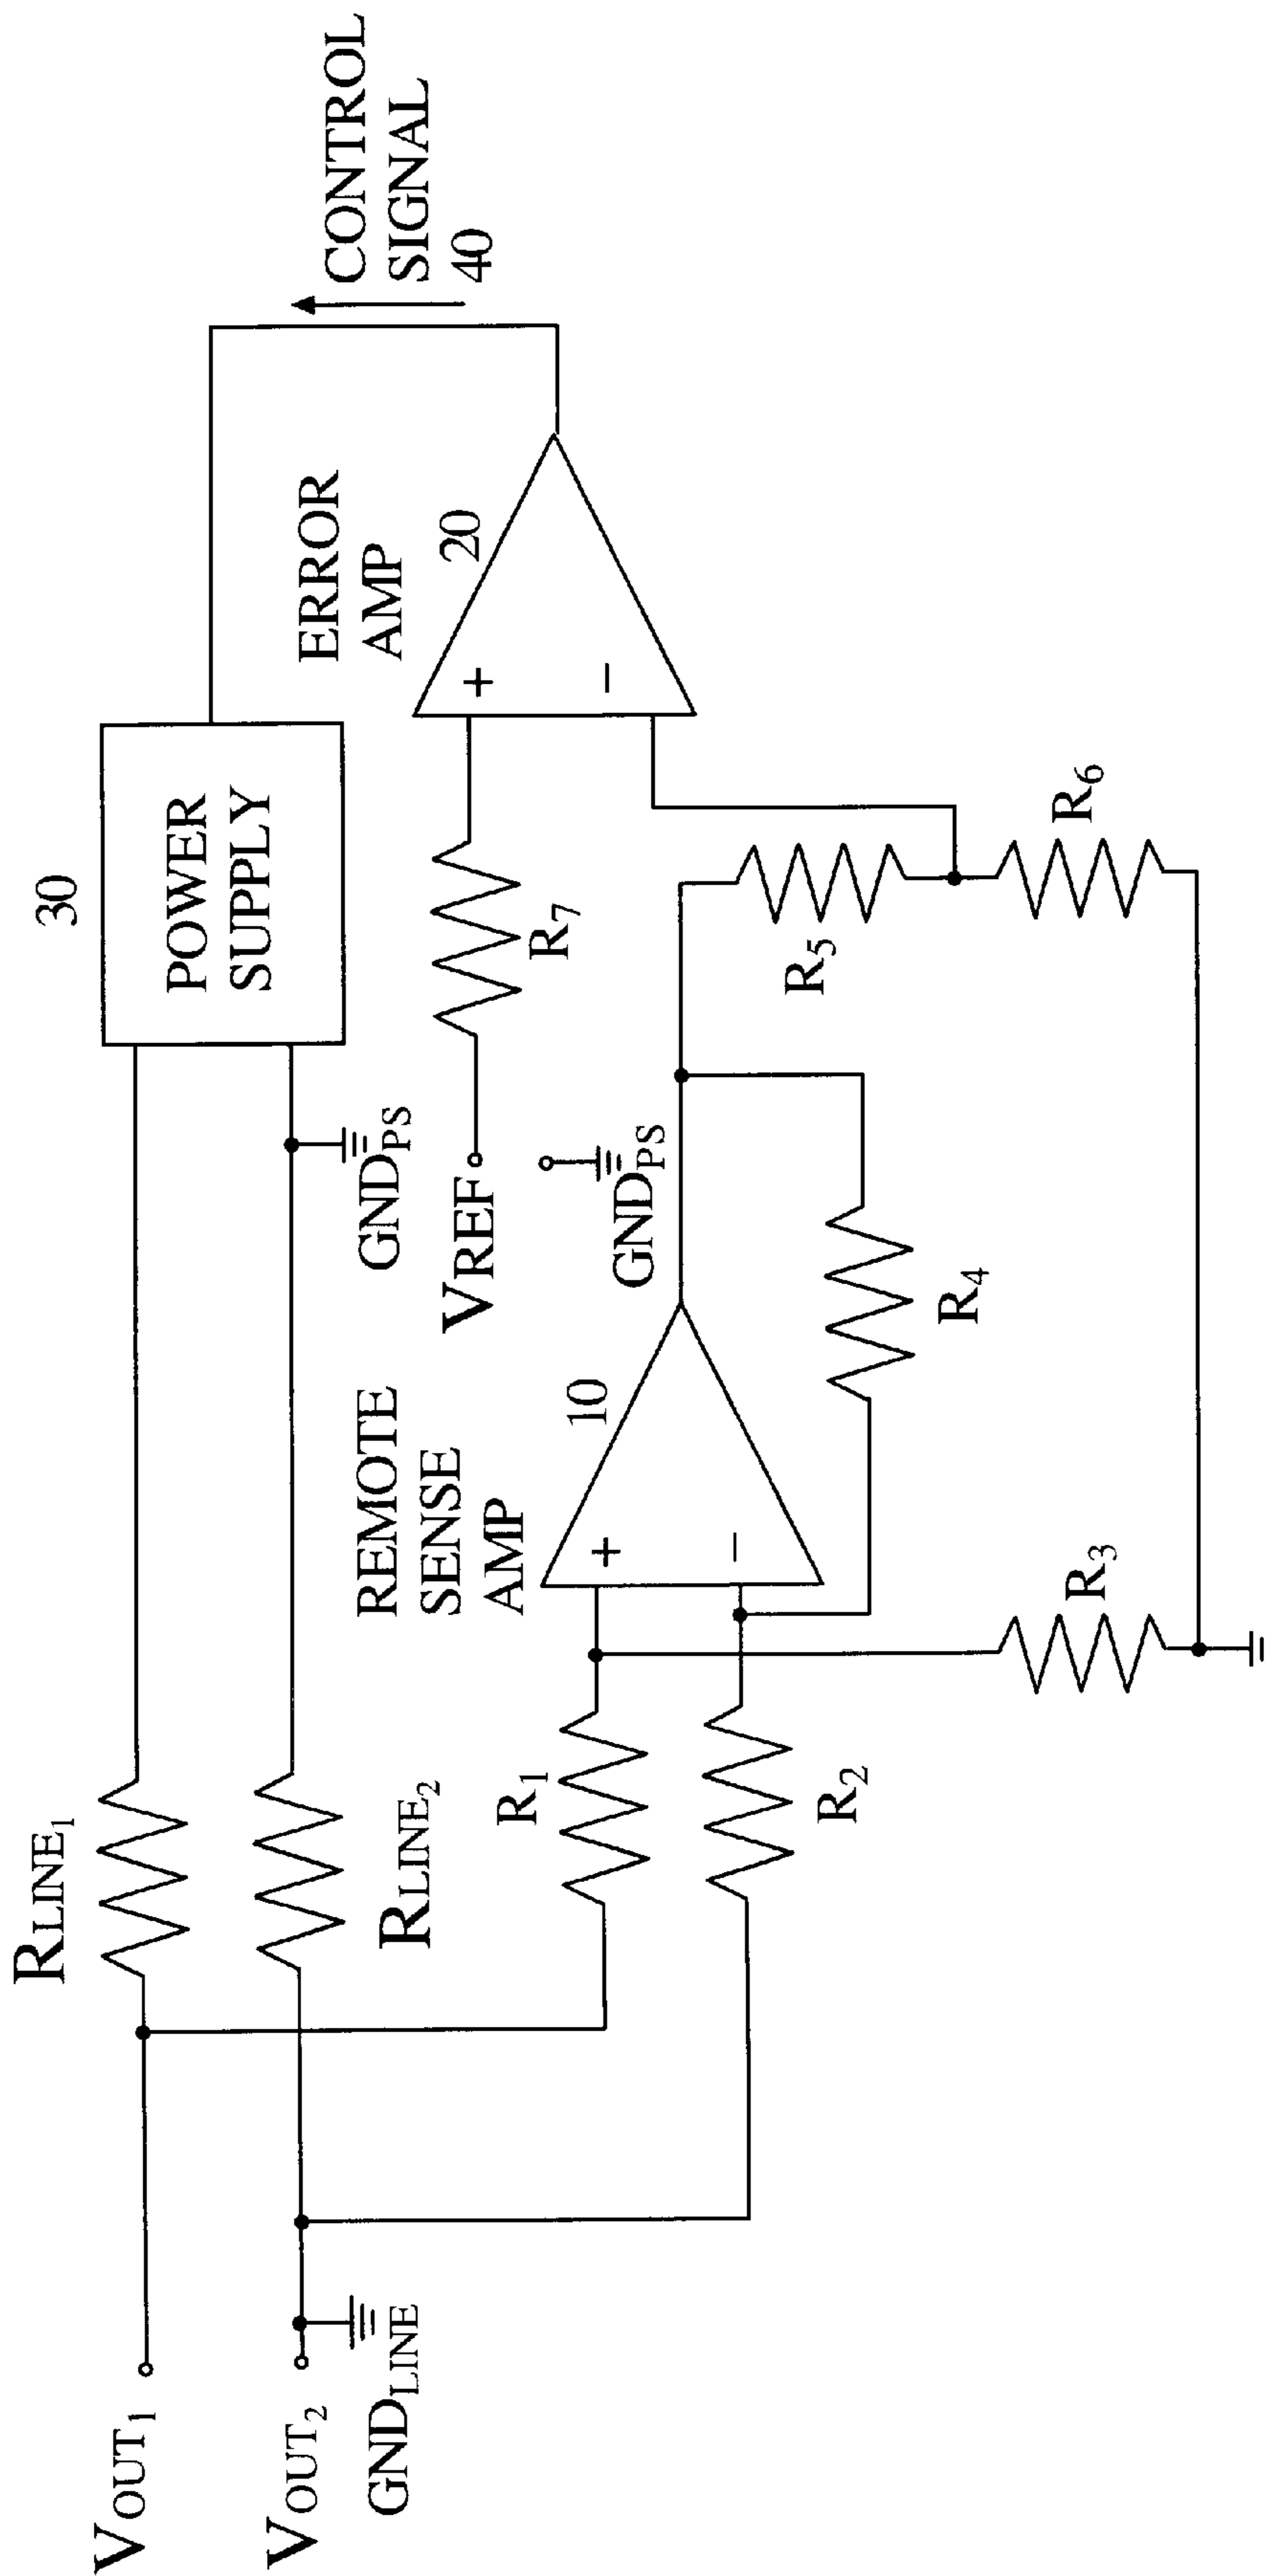 30
POWER
SUPPLY
CONTROL
SIGNAL
40
ERROR
AMP
20
+
−
RLINE1
RLINE2
GNDPS
VREF
R7
GNDPS
REMOTE
SENSE
AMP
10
+
−
VOUT1
VOUT2
GNDLINE
R1
R2
R3
R4
R5
R6